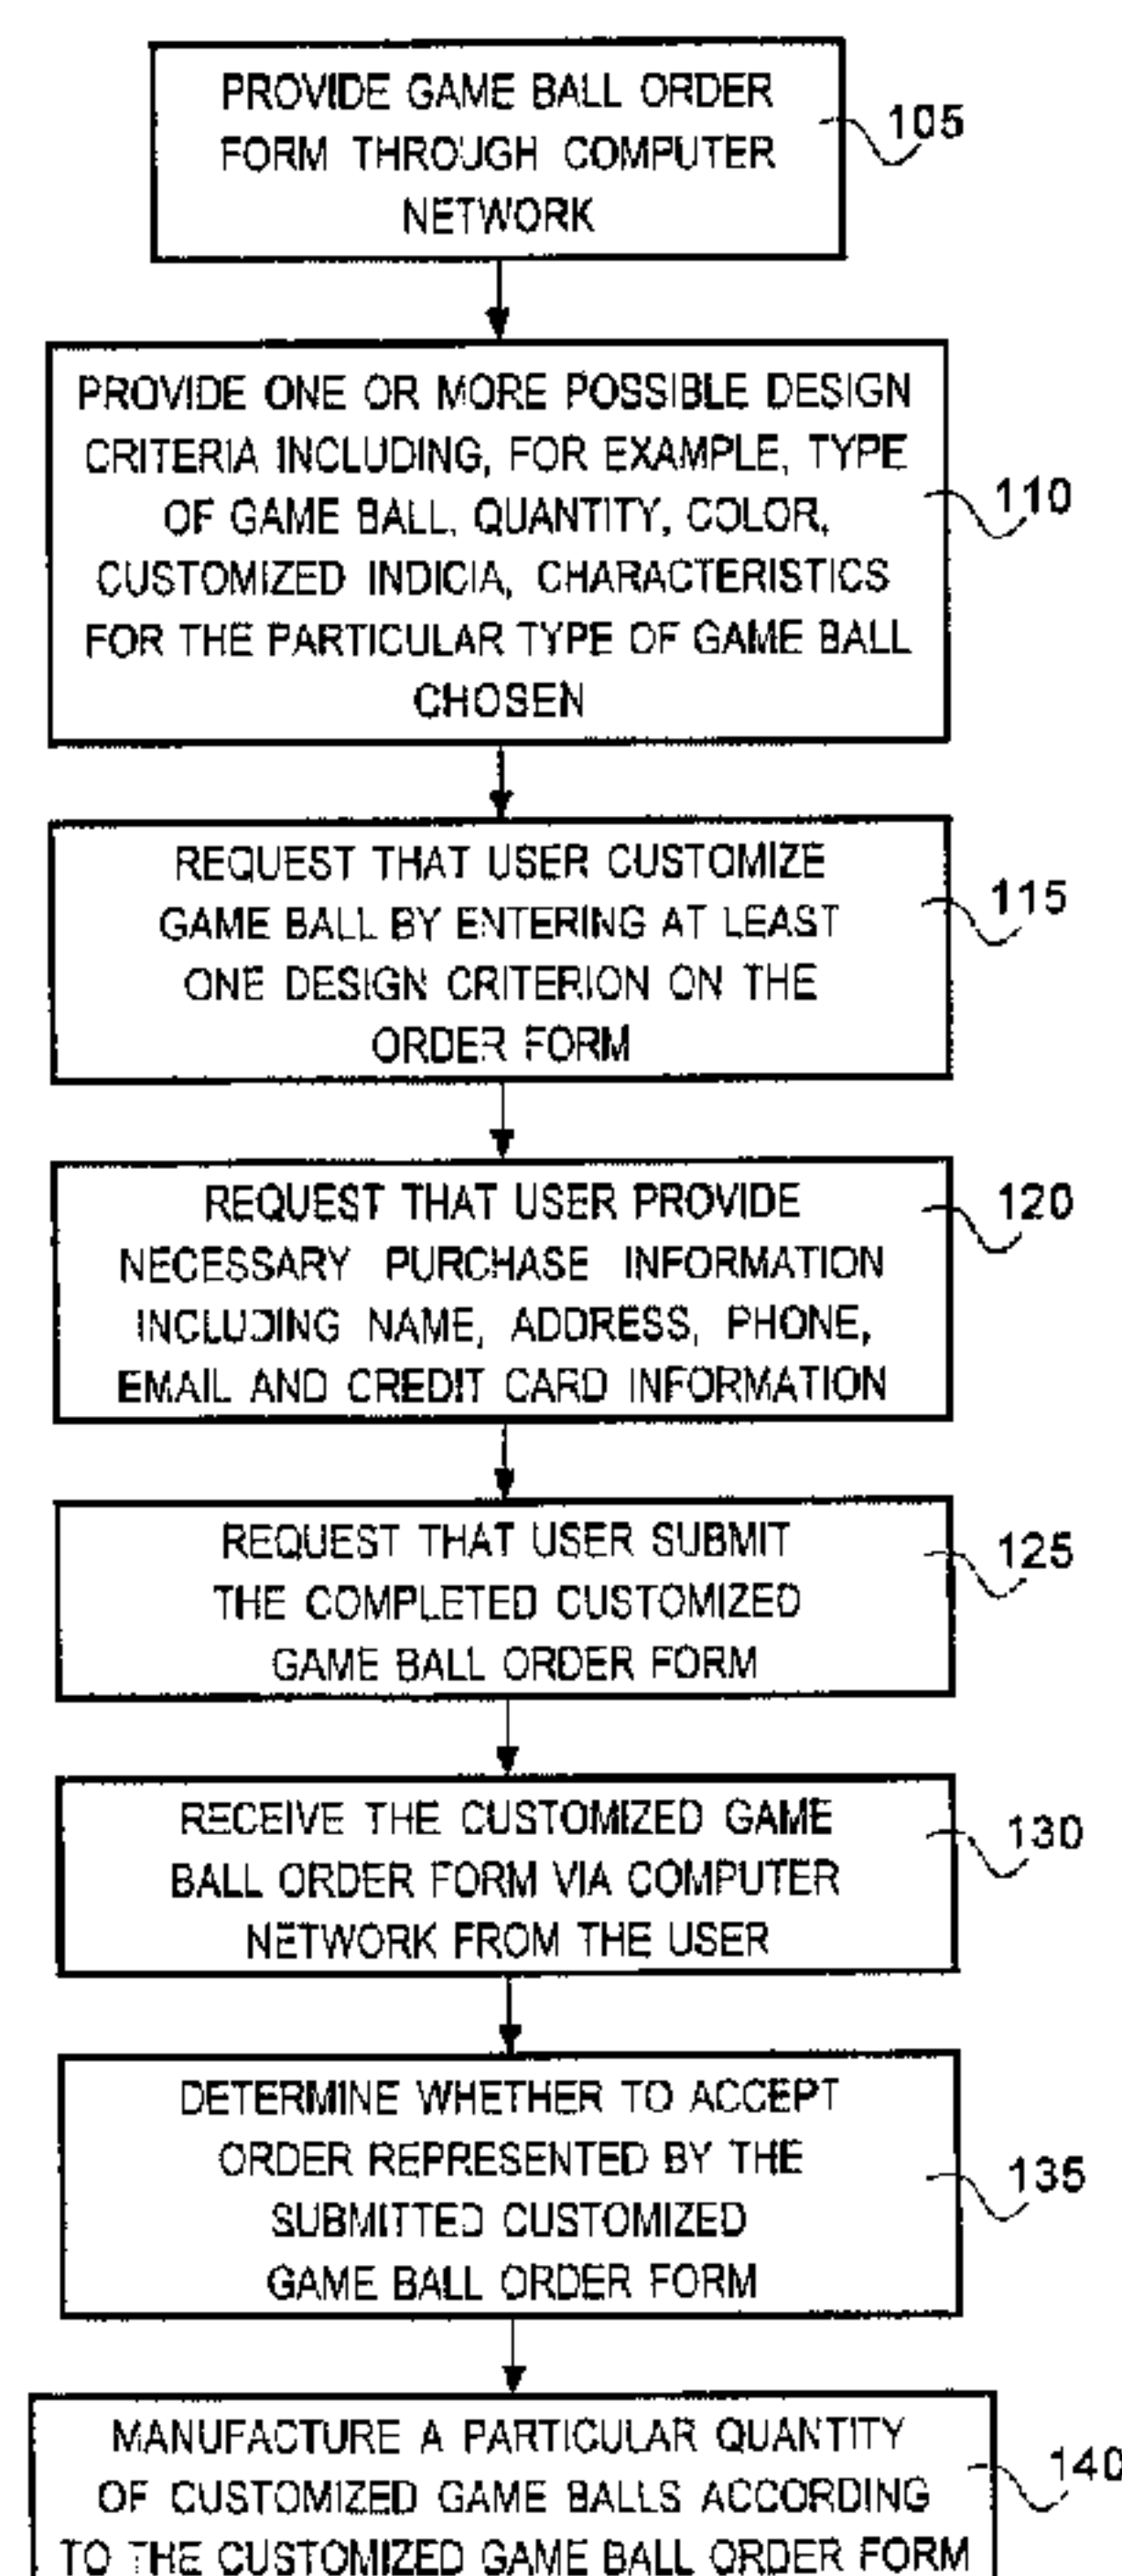 PROVIDE GAME BALL ORDER
FORM THROUGH COMPUTER
NETWORK
105
PROVIDE ONE OR MORE POSSIBLE DESIGN
CRITERIA INCLUDING, FOR EXAMPLE, TYPE
OF GAME BALL, QUANTITY, COLOR,
CUSTOMIZED INDICIA, CHARACTERISTICS
FOR THE PARTICULAR TYPE OF GAME BALL
CHOSEN
110
REQUEST THAT USER CUSTOMIZE
GAME BALL BY ENTERING AT LEAST
ONE DESIGN CRITERION ON THE
ORDER FORM
115
REQUEST THAT USER PROVIDE
NECESSARY PURCHASE INFORMATION
INCLUDING NAME, ADDRESS, PHONE,
EMAIL AND CREDIT CARD INFORMATION
120
REQUEST THAT USER SUBMIT
THE COMPLETED CUSTOMIZED
GAME BALL ORDER FORM
125
RECEIVE THE CUSTOMIZED GAME
BALL ORDER FORM VIA COMPUTER
NETWORK FROM THE USER
130
DETERMINE WHETHER TO ACCEPT
ORDER REPRESENTED BY THE
SUBMITTED CUSTOMIZED
GAME BALL ORDER FORM
135
MANUFACTURE A PARTICULAR QUANTITY
OF CUSTOMIZED GAME BALLS ACCORDING
TO THE CUSTOMIZED GAME BALL ORDER FORM
140